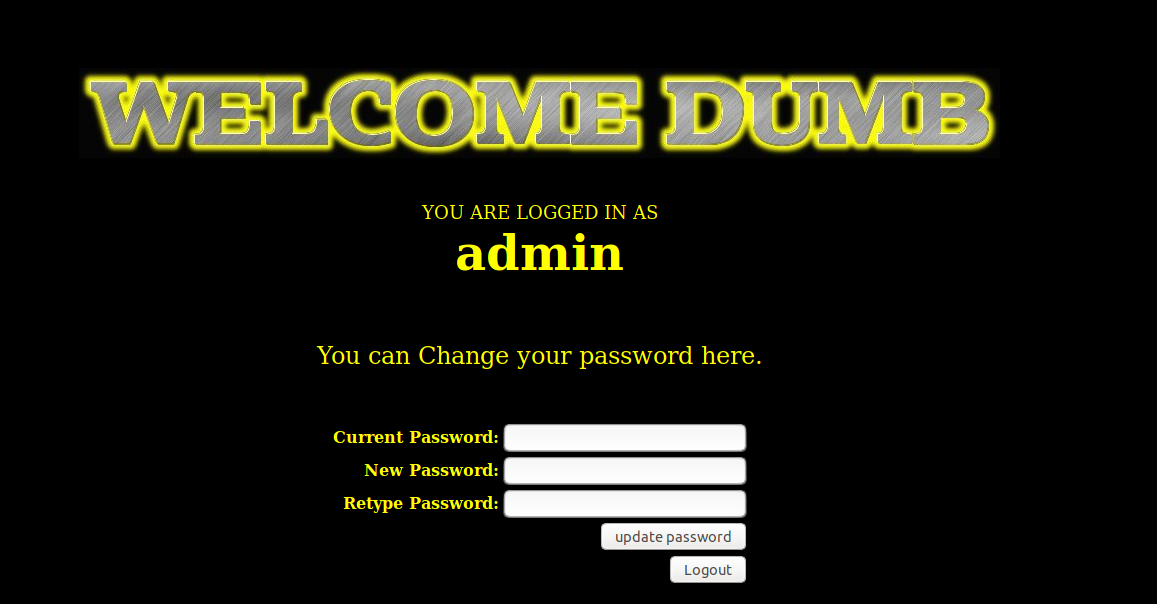 WELCOME DUMB
YOU ARE LOGGED IN AS
admin
You can Change your password here.
Current Password:
New Password:
Retype Password:
update password
Logout